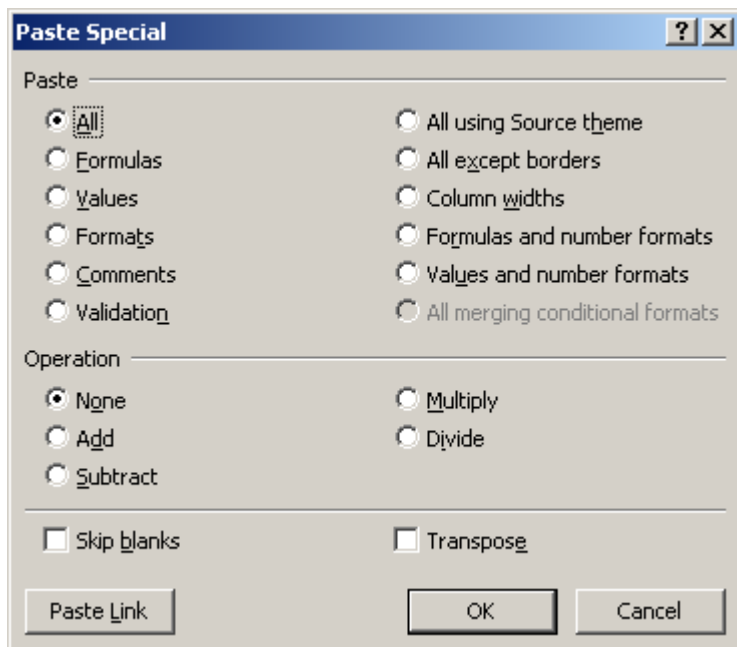 Paste Special
Paste
All
All using Source theme
Formulas
All except borders
Values
Column widths
Formats
Formulas and number formats
Comments
Values and number formats
Validation
All merging conditional formats
Operation
None
Multiply
Add
Divide
Subtract
Skip blanks
Transpose
Paste Link
OK
Cancel